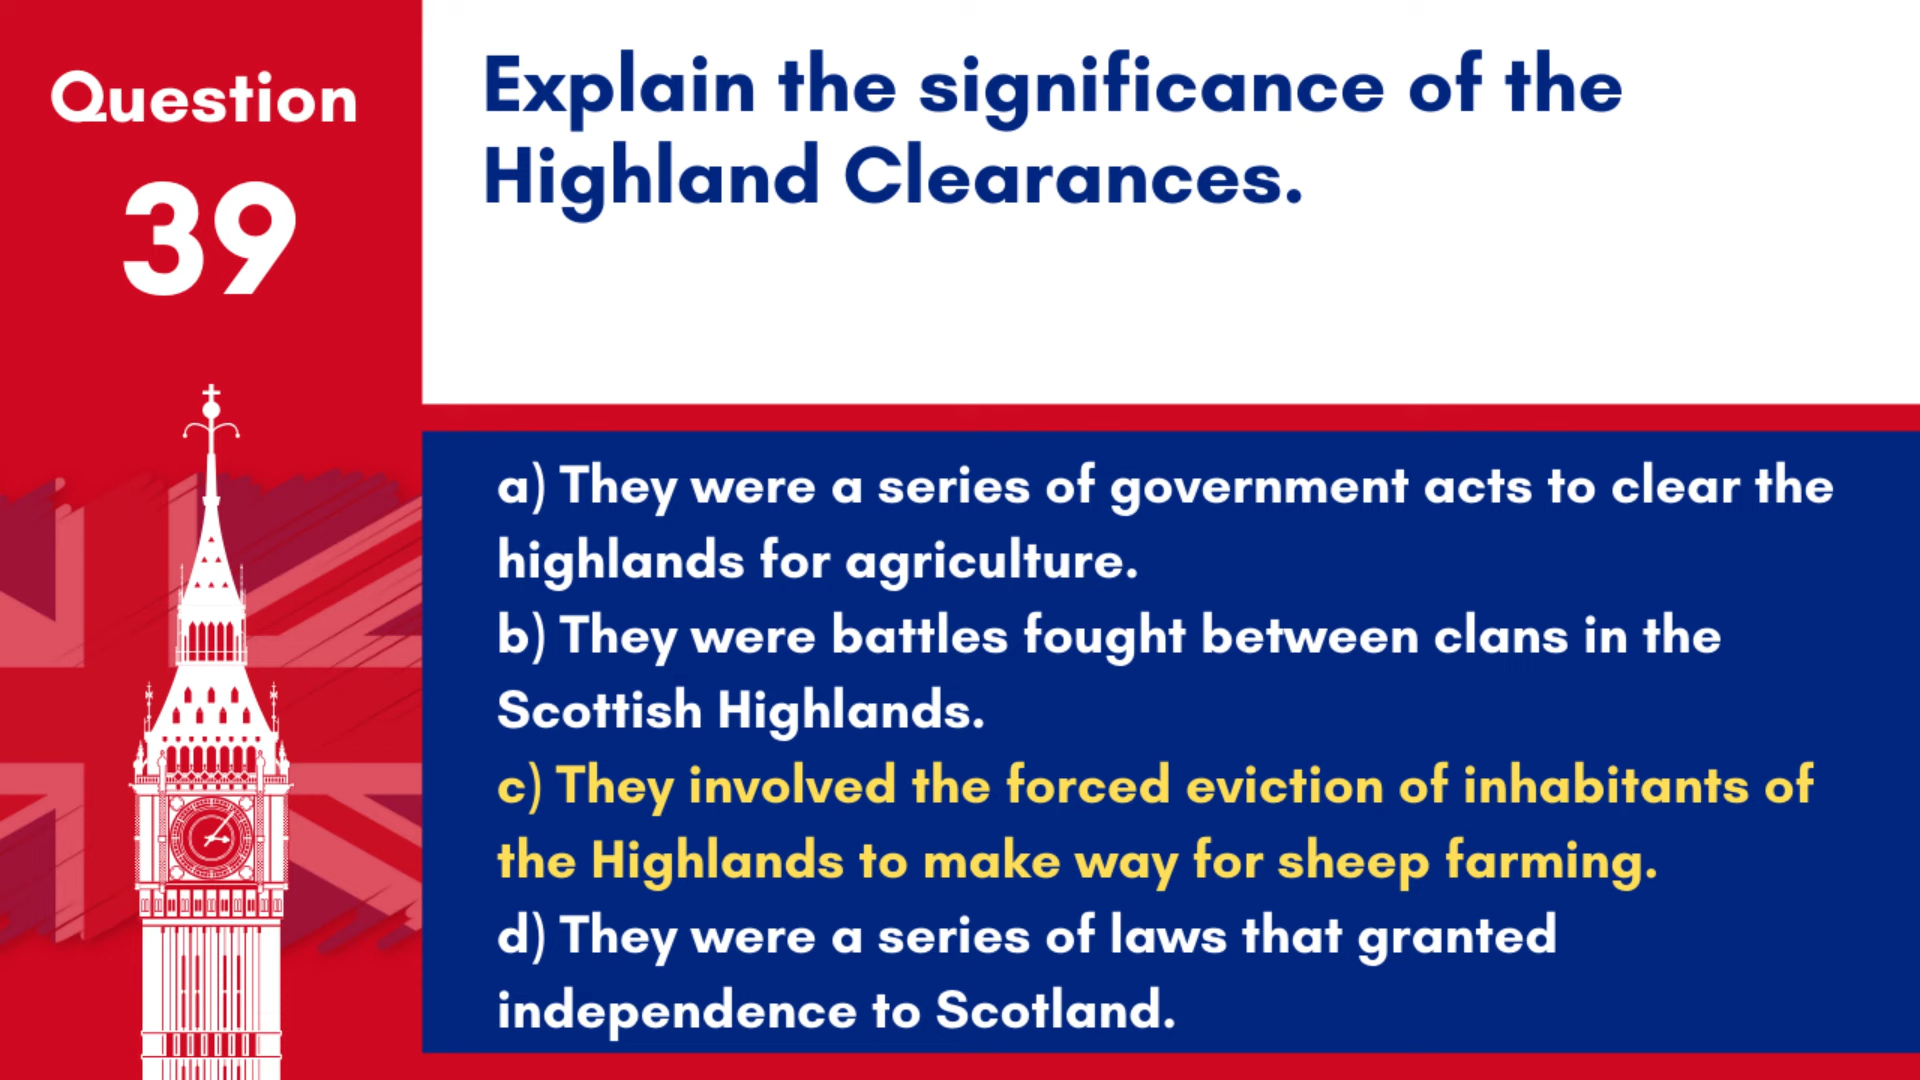 Question
39
Explain the significance of the
Highland Clearances.
a) They were a series of government acts to clear the
highlands for agriculture.
b) They were battles fought between clans in the
Scottish Highlands.
c) They involved the forced eviction of inhabitants of
the Highlands to make way for sheep farming.
d) They were a series of laws that granted
independence to Scotland.